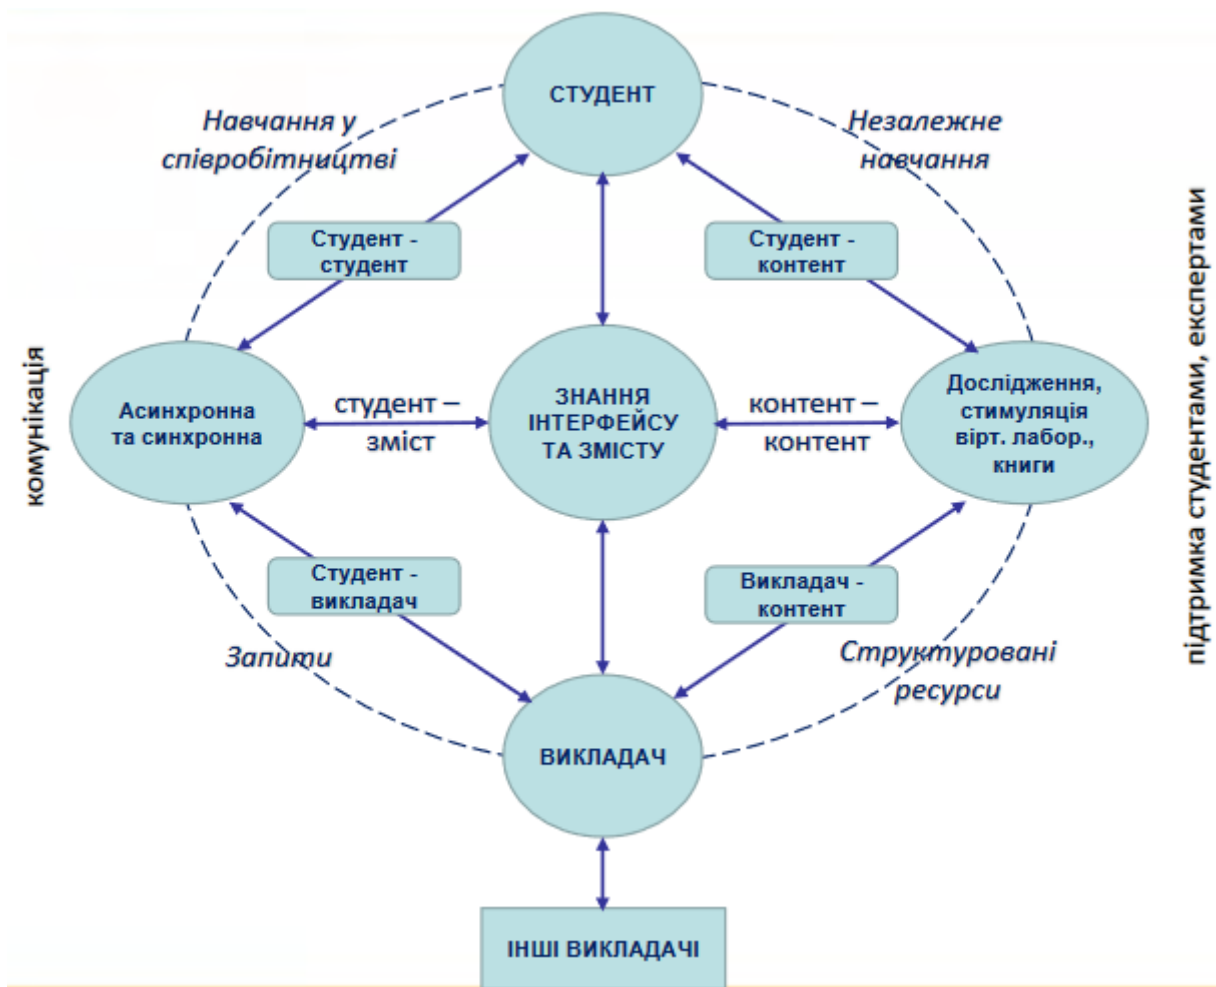 СТУДЕНТ
Навчання у
співробітництві
Незалежне
навчання
Студент -
студент
Студент -
контент
комунікація
Асинхронна
та синхронна
студент –
зміст
ЗНАННЯ
ІНТЕРФЕЙСУ
ТА ЗМІСТУ
контент –
контент
Дослідження,
стимуляція
вірт. лабор.,
книги
підтримка студентами, експертами
Студент -
викладач
Викладач -
контент
Запити
Структуровані
ресурси
ВИКЛАДАЧ
ІНШІ ВИКЛАДАЧІ